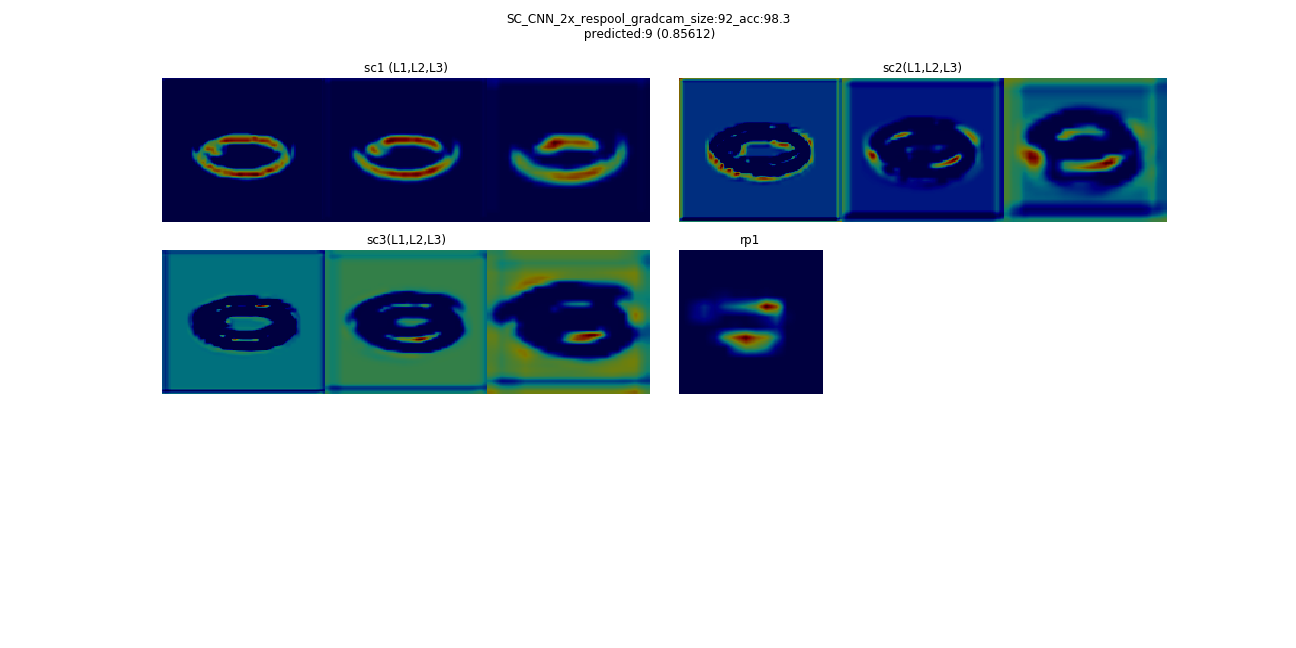 SC_CNN_2x_respool_gradcam_size:92_acc:98.3
predicted:9 (0.85612)
sc1 (L1,L2,L3)
sc2(L1,L2,L3)
sc3(L1,L2,L3)
rp1